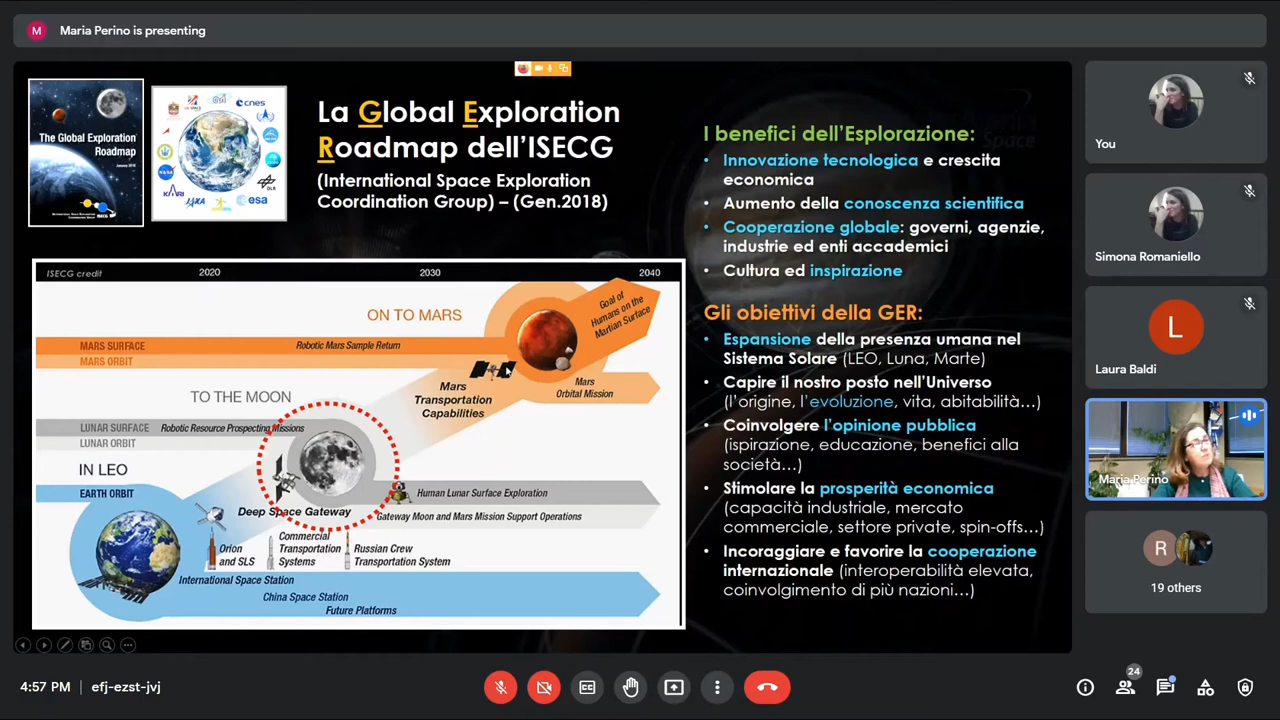 M
Maria Perino is presenting
The Global Exploration
Roadmap
January 2018
cnes
DLR
esa
La Global Exploration
Roadmap dell'ISECG
(International Space Exploration
Coordination Group) – (Gen.2018)
ISECG credit
2020
2030
2040
ON TO MARS
Goal of
Humans on the
Martian Surface
MARS SURFACE
Robotic Mars Sample Return
MARS ORBIT
Mars
Orbital Mission
Mars
Transportation
Capabilities
TO THE MOON
LUNAR SURFACE
Robotic Resource Prospecting Missions
LUNAR ORBIT
IN LEO
EARTH ORBIT
Human Lunar Surface Exploration
Deep Space Gateway
Gateway Moon and Mars Mission Support Operations
Orion
and SLS
Commercial
Transportation
Systems
Russian Crew
Transportation System
International Space Station
China Space Station
Future Platforms
I benefici dell'Esplorazione:
• Innovazione tecnologica e crescita
economica
• Aumento della conoscenza scientifica
• Cooperazione globale: governi, agenzie,
industrie ed enti accademici
• Cultura ed inspirazione
Gli obiettivi della GER:
• Espansione della presenza umana nel
Sistema Solare (LEO, Luna, Marte)
• Capire il nostro posto nell'Universo
(l'origine, l'evoluzione, vita, abitabilità…)
• Coinvolgere l'opinione pubblica
(ispirazione, educazione, benefici alla
società…)
• Stimolare la prosperità economica
(capacità industriale, mercato
commerciale, settore private, spin-offs…)
• Incoraggiare e favorire la cooperazione
internazionale (interoperabilità elevata,
coinvolgimento di più nazioni…)
You
Simona Romaniello
L
Laura Baldi
Maria Perino
R
19 others
4:57 PM
efj-ezst-jvj
24